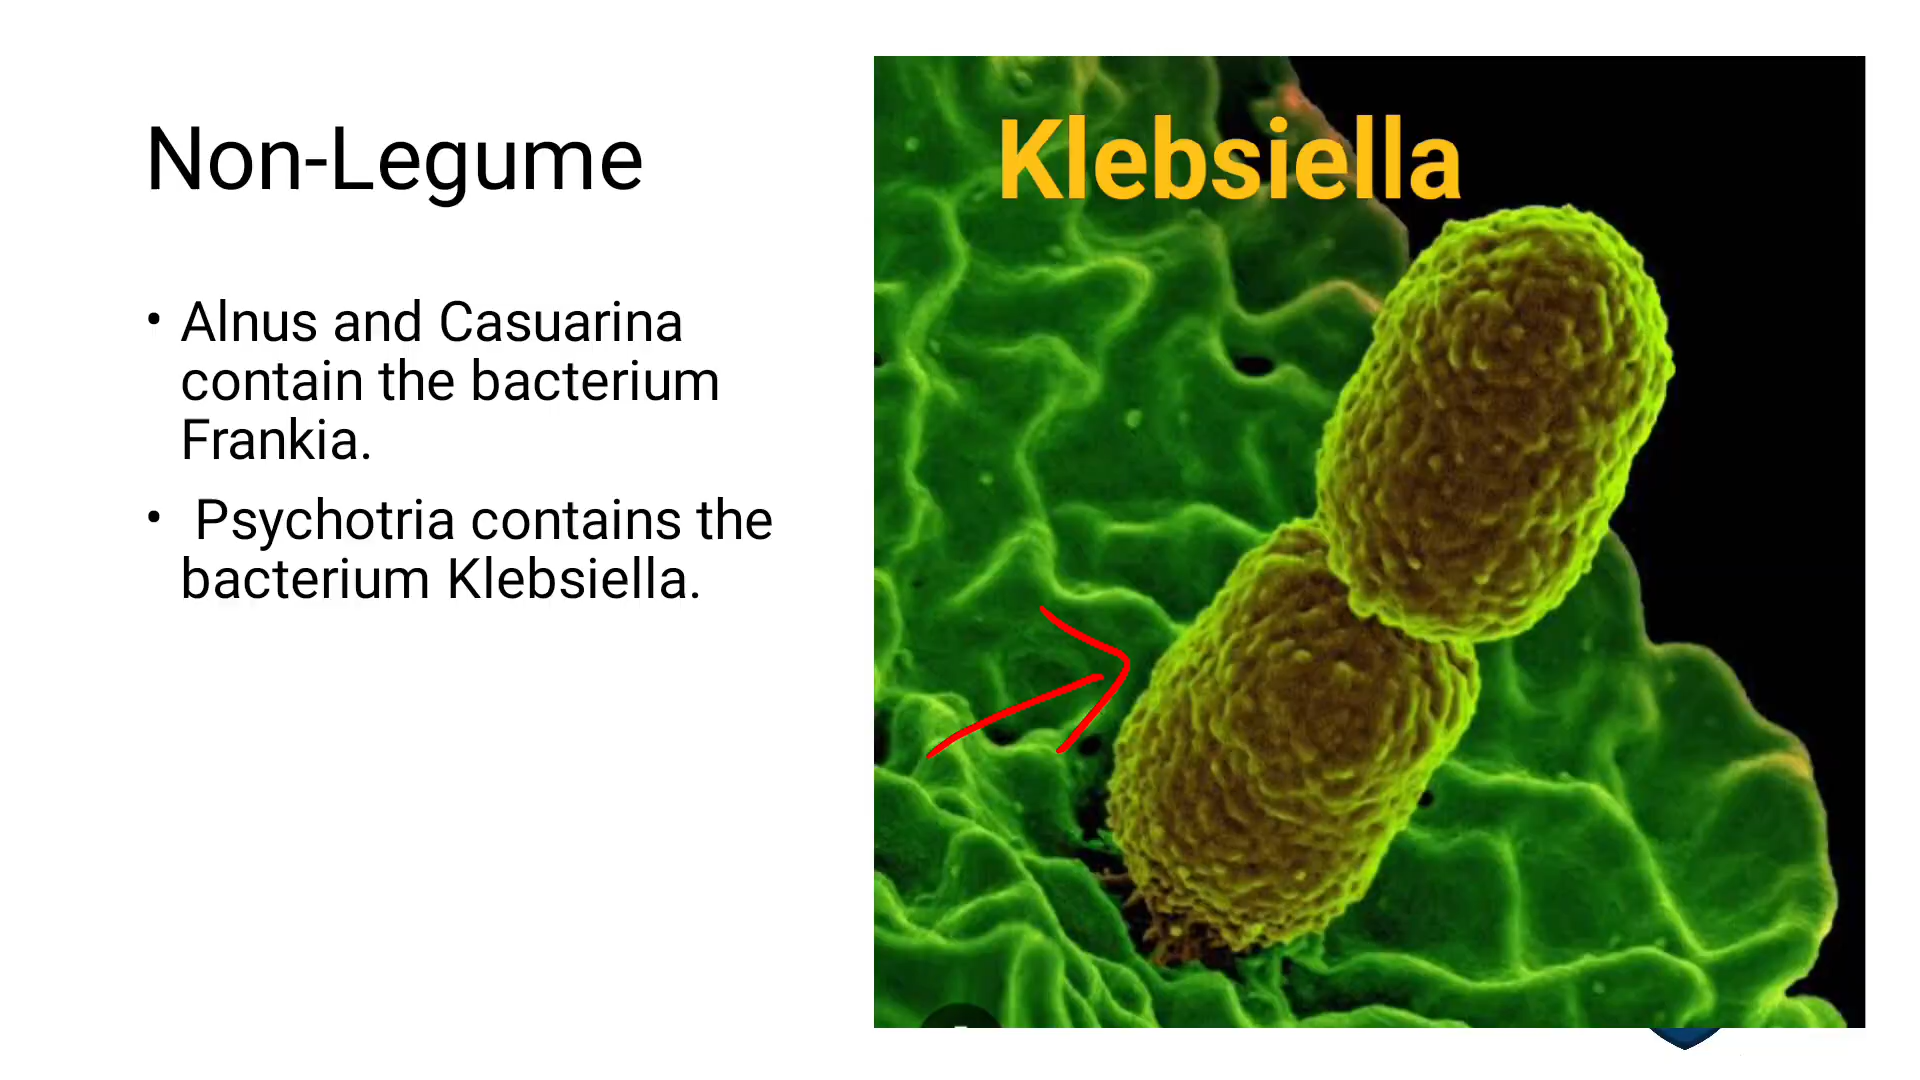 Non-Legume
• Alnus and Casuarina
contain the bacterium
Frankia.
• Psychotria contains the
bacterium Klebsiella.
Klebsiella